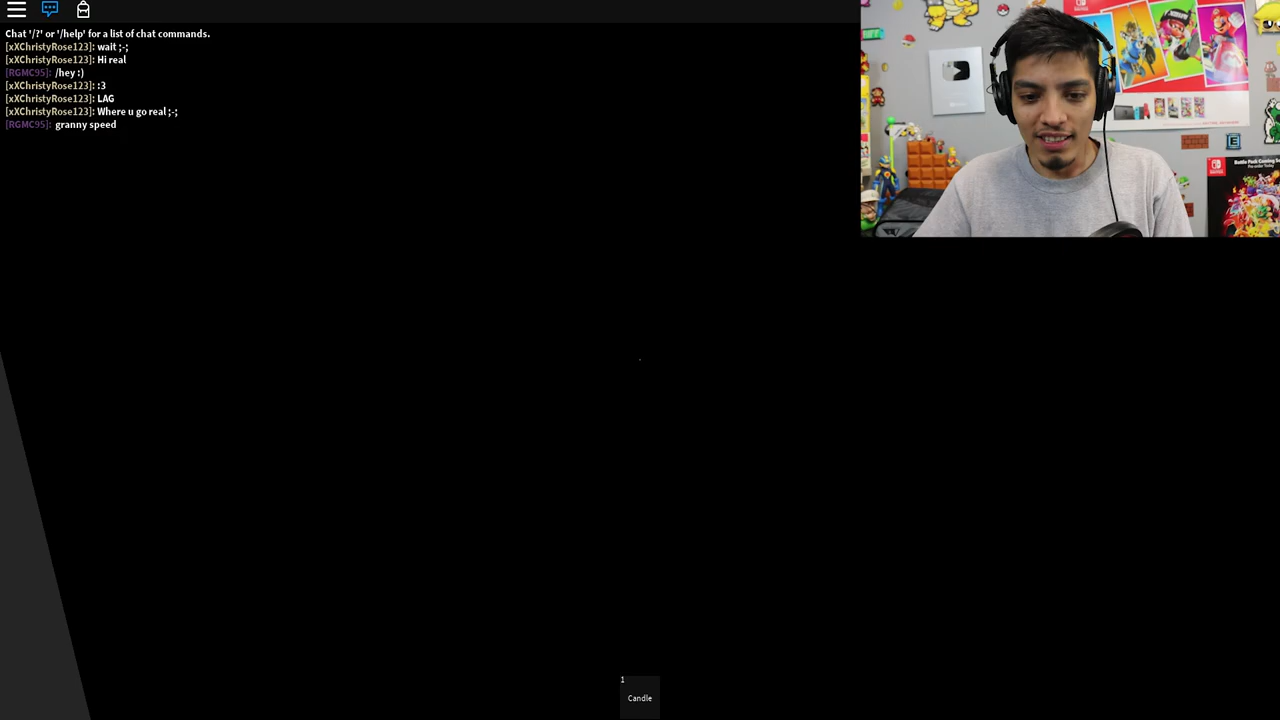 Chat '/?' or '/help' for a list of chat commands.
[xXChristyRose123]: wait ;-;
[xXChristyRose123]: Hi real
[RGMC95]: /hey :)
[xXChristyRose123]: :3
[xXChristyRose123]: LAG
[xXChristyRose123]: Where u go real ;-;
[RGMC95]: granny speed
1
Candle